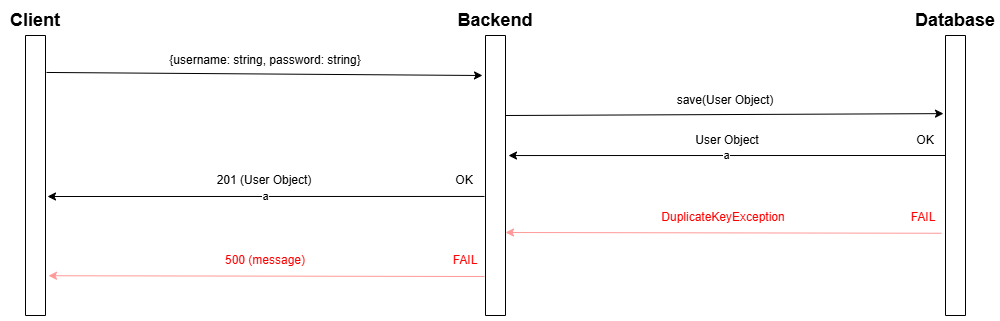 Client
Backend
Database
{username: string, password: string}
save(User Object)
User Object
OK
a
201 (User Object)
OK
a
DuplicateKeyException
FAIL
500 (message)
FAIL